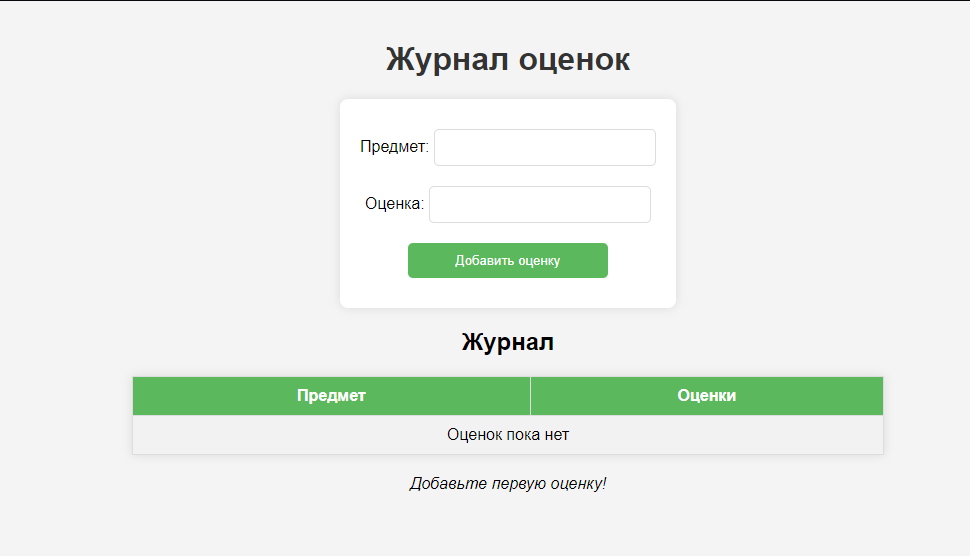 Журнал оценок
Предмет:
Оценка:
Добавить оценку
Журнал
Предмет Оценки
Оценок пока нет
Добавьте первую оценку!